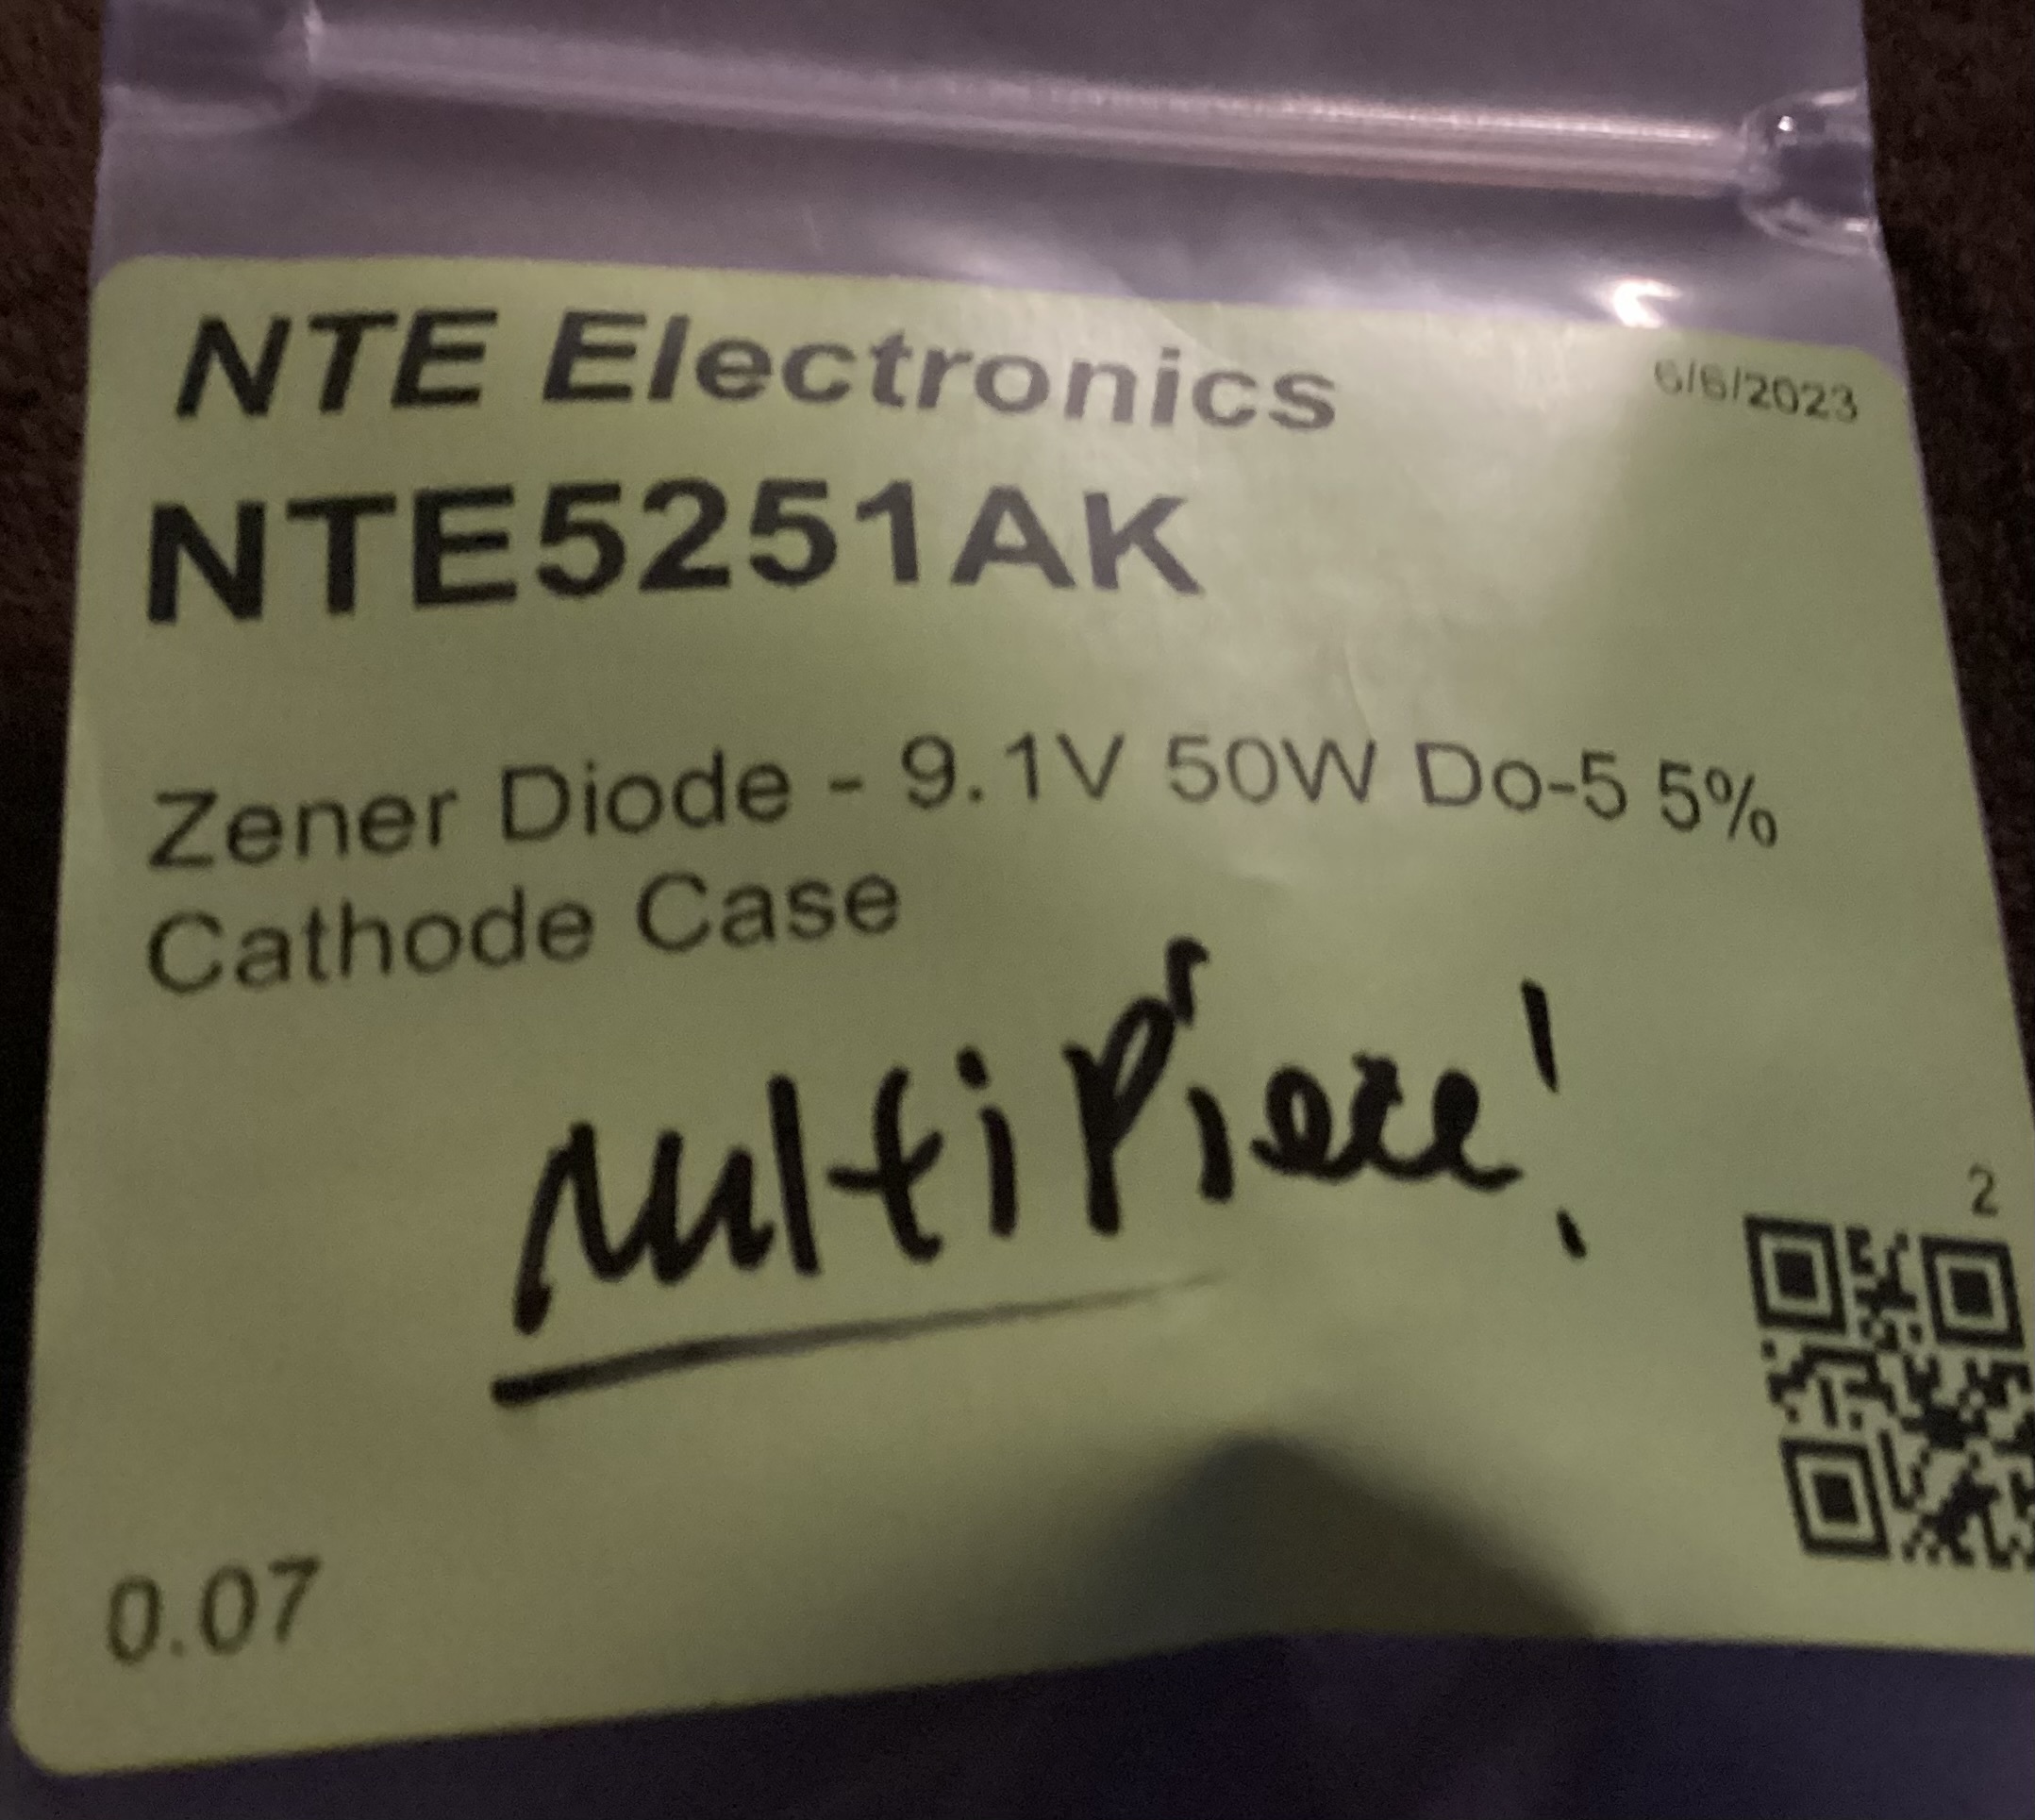 NTE Electronics
6/6/2023
NTE5251AK
Zener Diode - 9.1V 50W Do-5 5%
Cathode Case
MultiPiece!
2
0.07